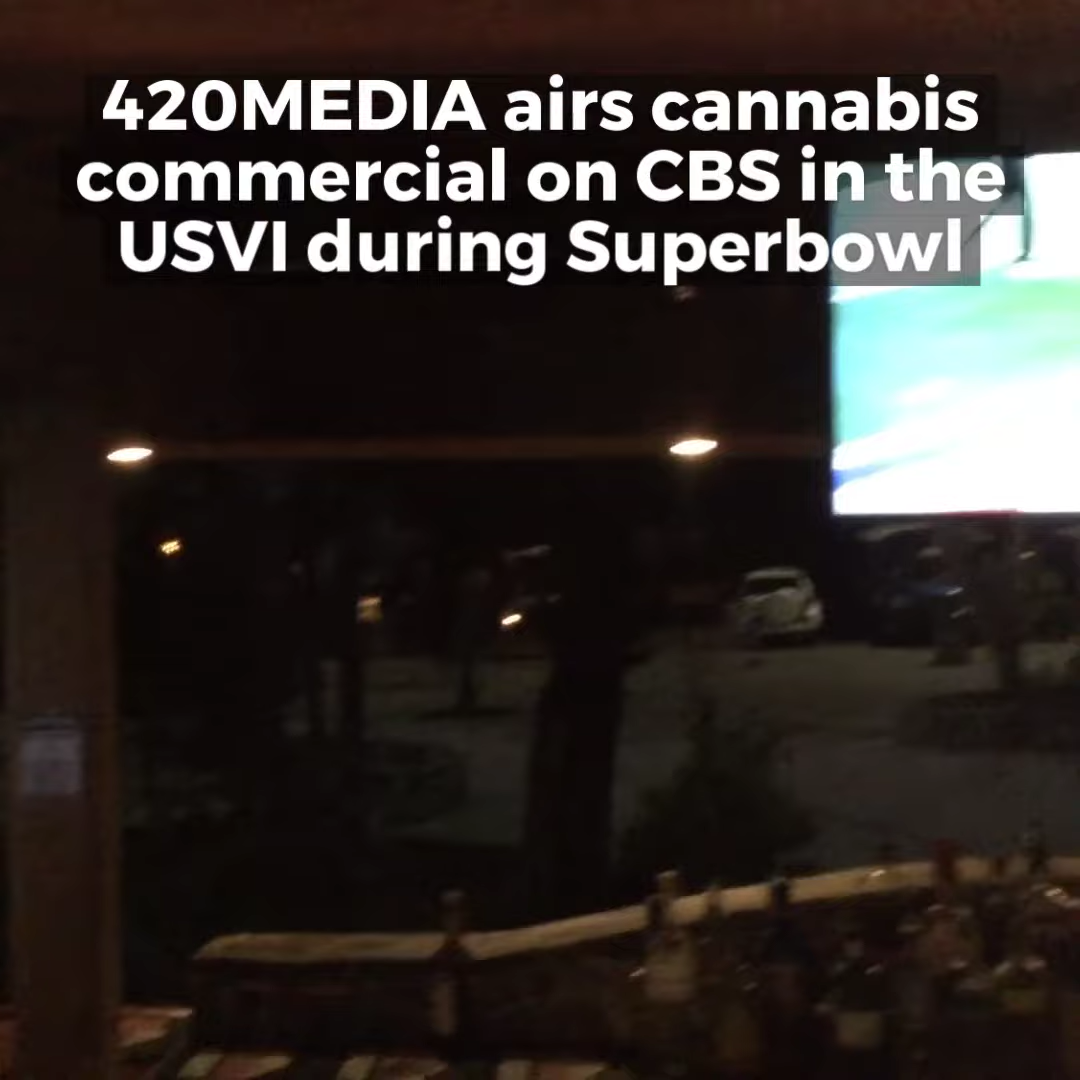 420MEDIA airs cannabis
commercial on CBS in the
USVI during Superbowl